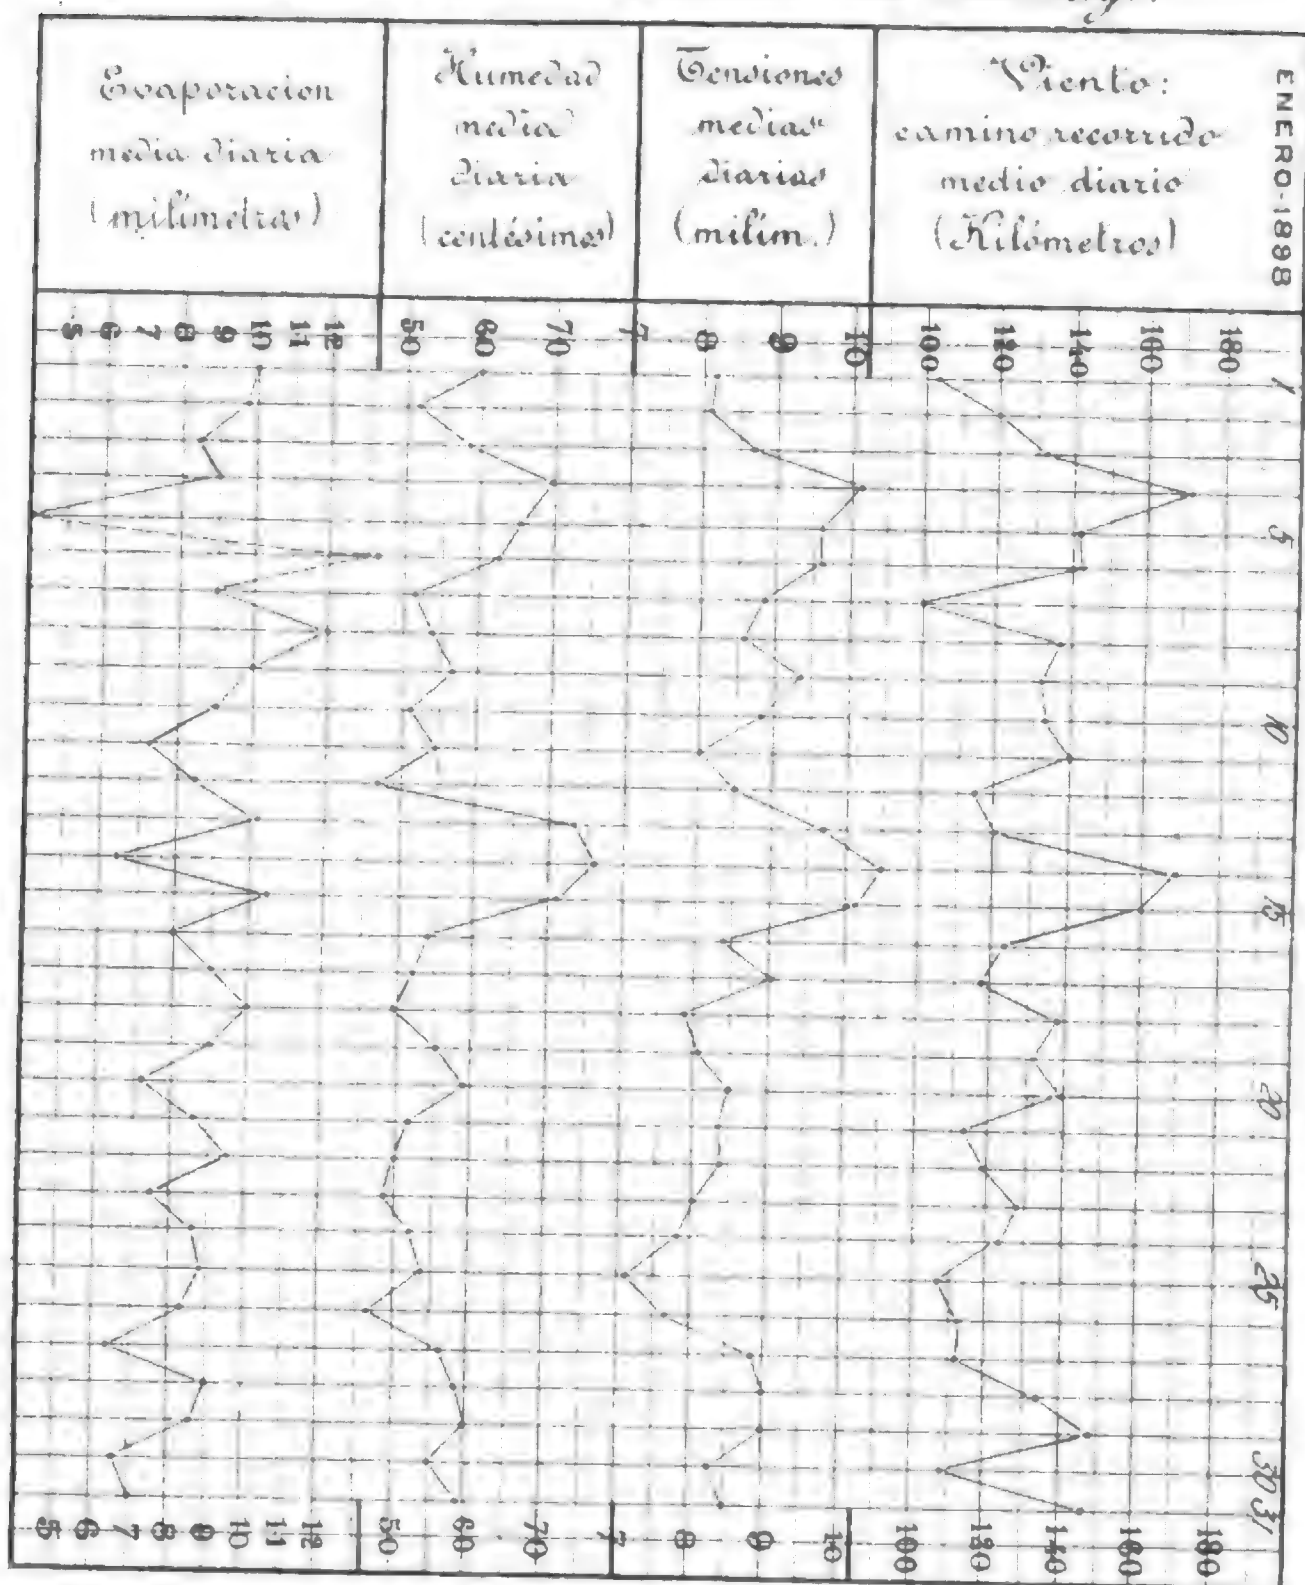 Evaporacion
media diaria
(milímetros)
Humedad
media
diaria
(centésimos)
Tensiones
medias
diarias
(milím.)
Viento:
camino recorrido
medio diario
(Kilómetros)
ENERO-1888
5 6 7 8 9 10 11 12 50 60 70 7 8 9 10 100 120 140 160 180
1
5
10
15
20
25
30
31
5 6 7 8 9 10 11 12 50 60 70 7 8 9 10 100 120 140 160 180